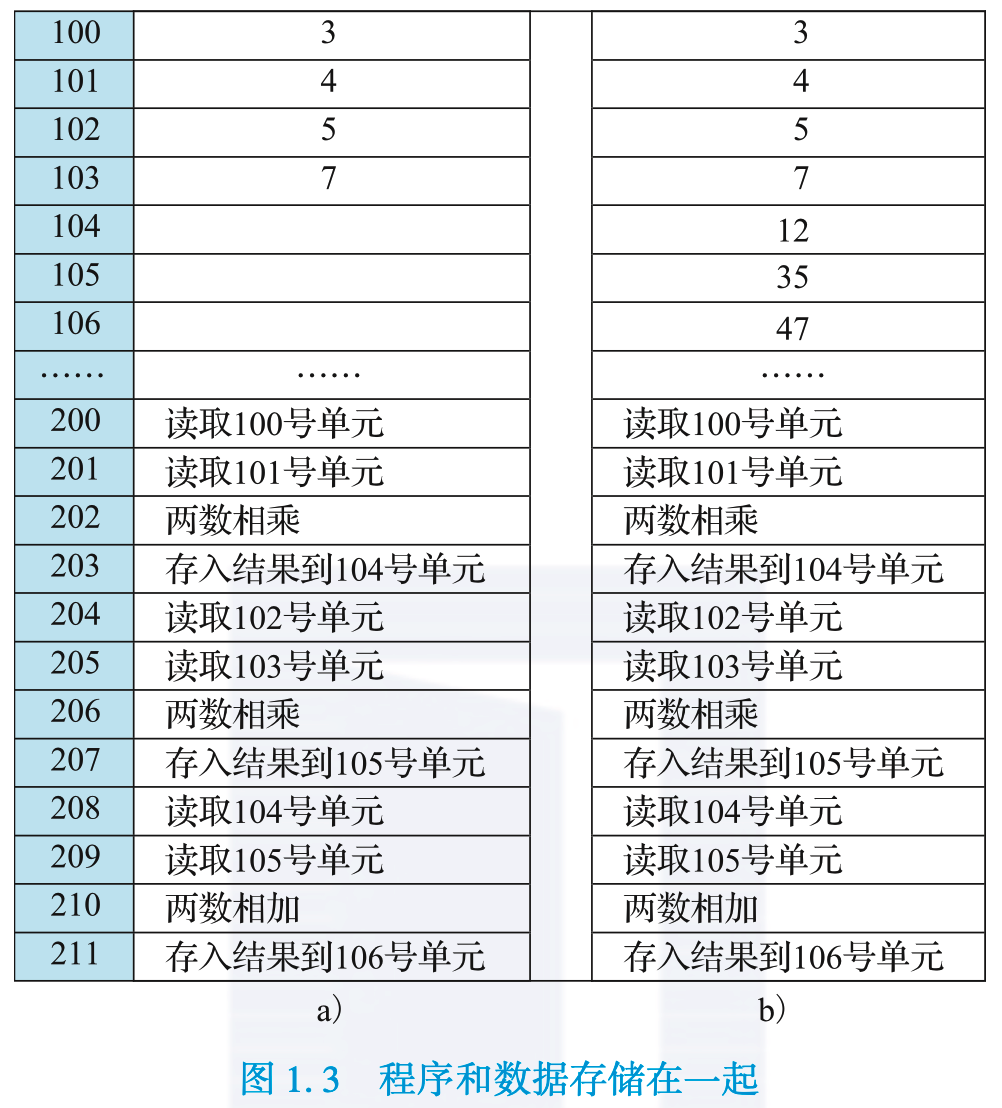 100 3 3
101 4 4
102 5 5
103 7 7
104 12
105 35
106 47
…… …… ……
200 读取100号单元 读取100号单元
201 读取101号单元 读取101号单元
202 两数相乘 两数相乘
203 存入结果到104号单元 存入结果到104号单元
204 读取102号单元 读取102号单元
205 读取103号单元 读取103号单元
206 两数相乘 两数相乘
207 存入结果到105号单元 存入结果到105号单元
208 读取104号单元 读取104号单元
209 读取105号单元 读取105号单元
210 两数相加 两数相加
211 存入结果到106号单元 存入结果到106号单元
a) b)
图 1.3 程序和数据存储在一起